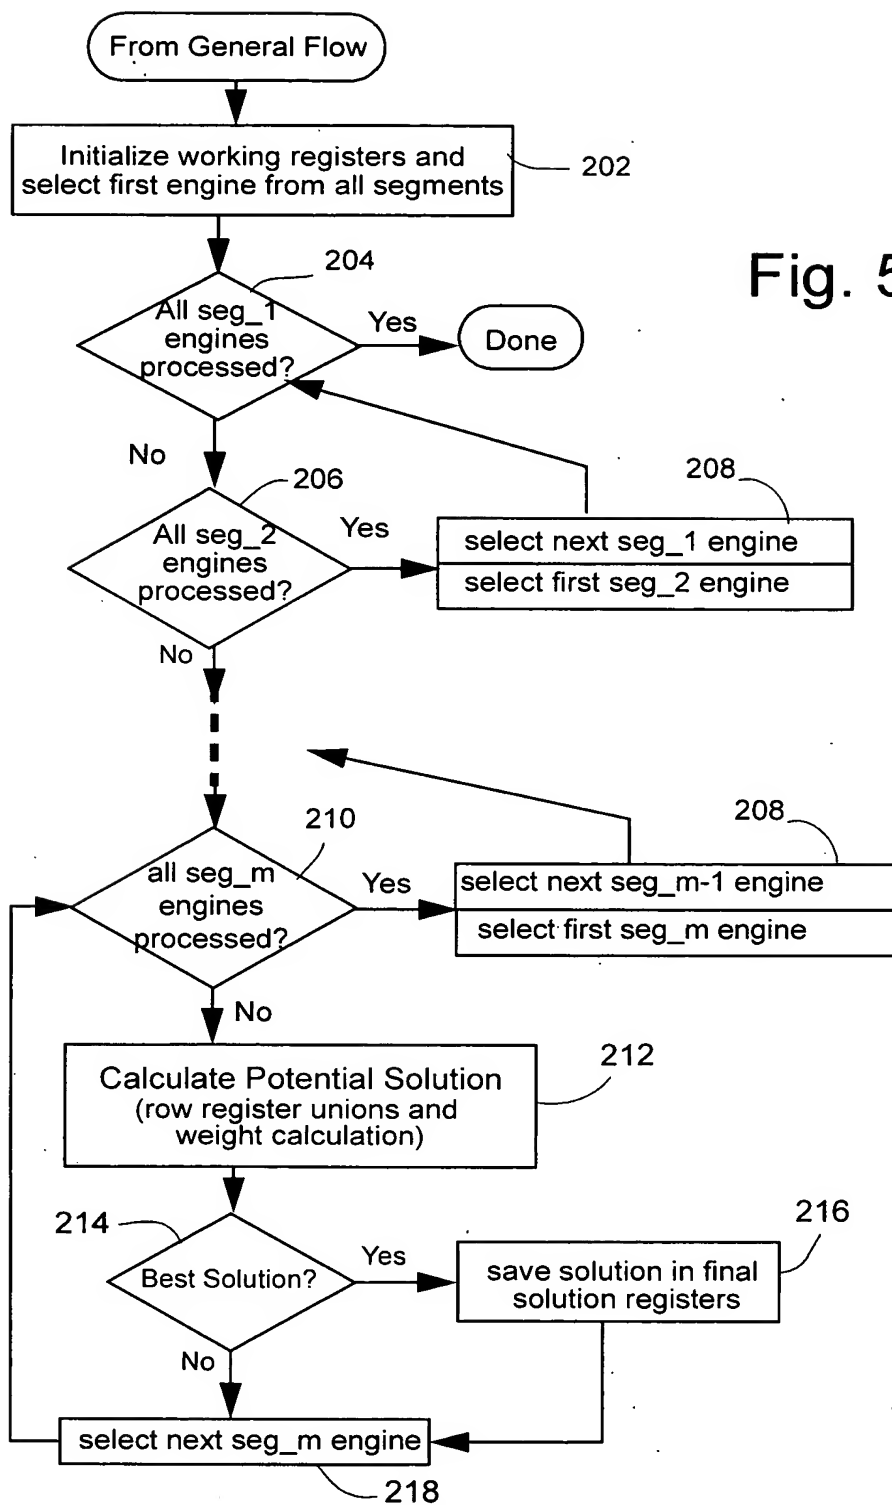 From General Flow
Initialize working registers and
select first engine from all segments
202
Fig. 5
204
All seg_1
engines
processed?
Yes
Done
No
206
All seg_2
engines
processed?
Yes
208
select next seg_1 engine
select first seg_2 engine
No
210
all seg_m
engines
processed?
Yes
208
select next seg_m-1 engine
select first seg_m engine
No
Calculate Potential Solution
(row register unions and
weight calculation)
212
214
Best Solution?
Yes
216
save solution in final
solution registers
No
select next seg_m engine
218